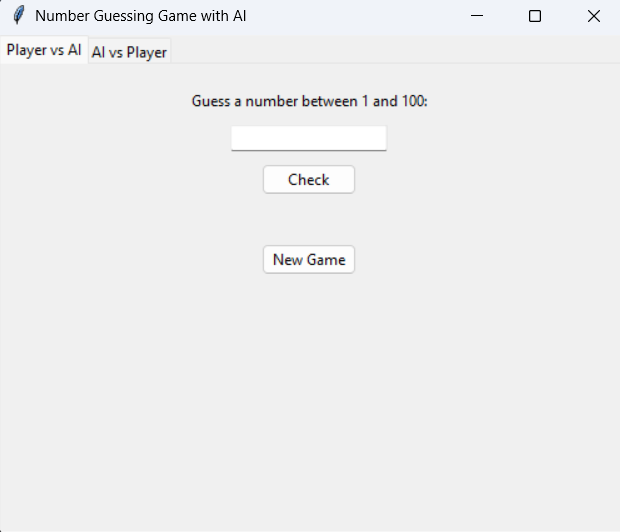 Number Guessing Game with AI
Player vs AI AI vs Player
Guess a number between 1 and 100:
Check
New Game